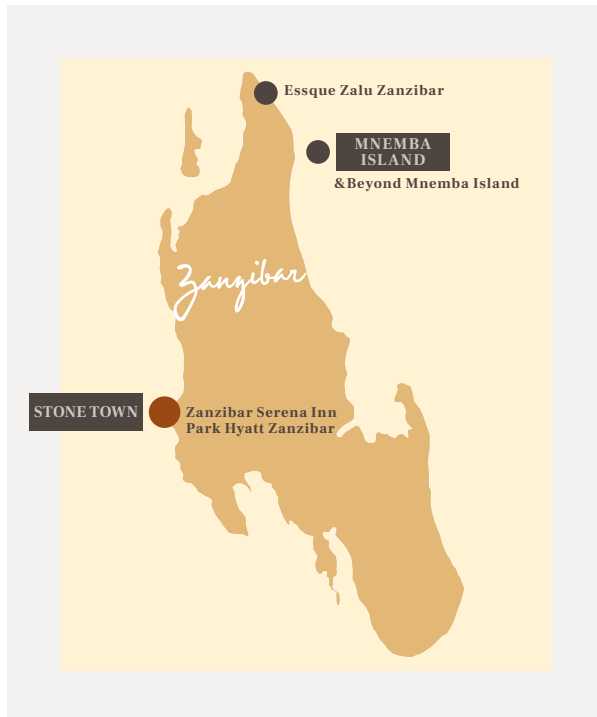 Essque Zalu Zanzibar
MNEMBA
ISLAND
&Beyond Mnemba Island
Zanzibar
STONE TOWN
Zanzibar Serena Inn
Park Hyatt Zanzibar